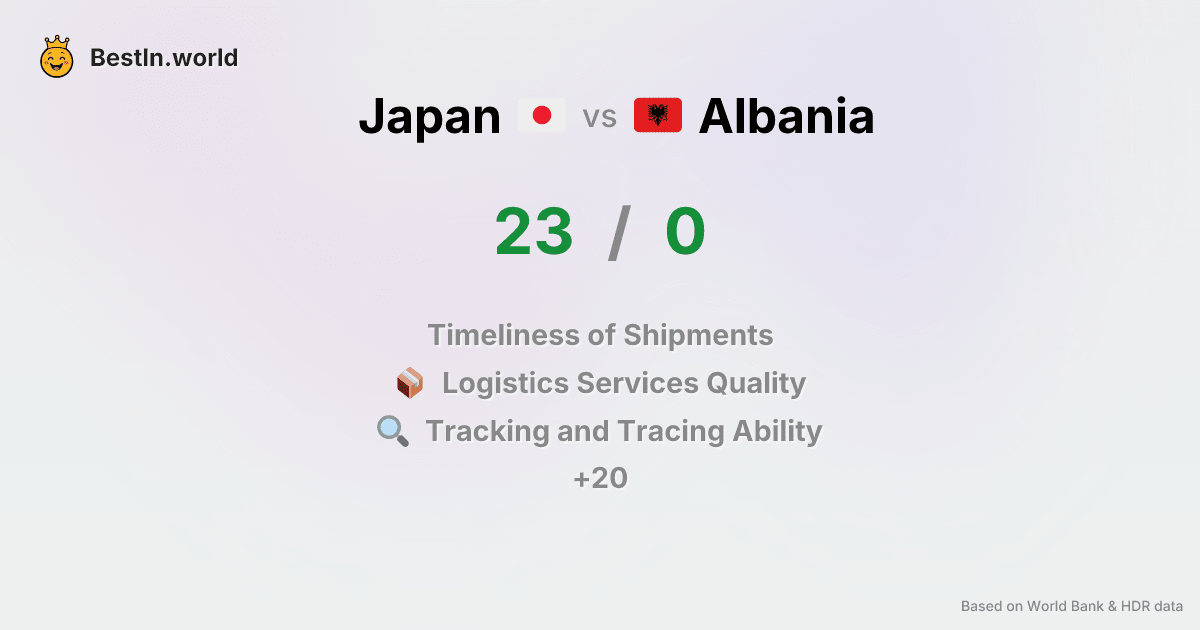 BestIn.world
Japan vs Albania
23 / 0
Timeliness of Shipments
Logistics Services Quality
Tracking and Tracing Ability
+20
Based on World Bank & HDR data